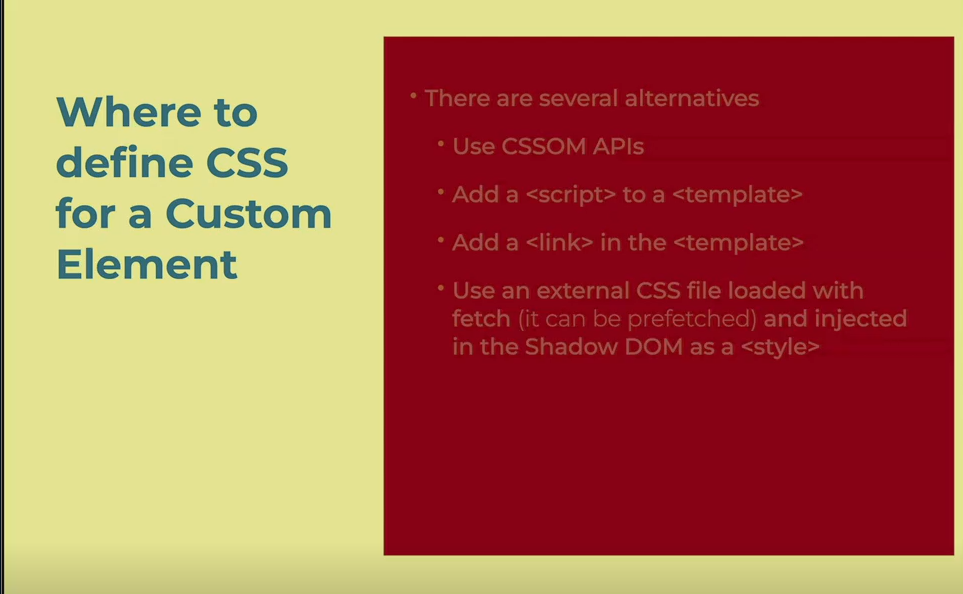 Where to
define CSS
for a Custom
Element
• There are several alternatives
• Use CSSOM APIs
• Add a <script> to a <template>
• Add a <link> in the <template>
• Use an external CSS file loaded with
fetch (it can be prefetched) and injected
in the Shadow DOM as a <style>